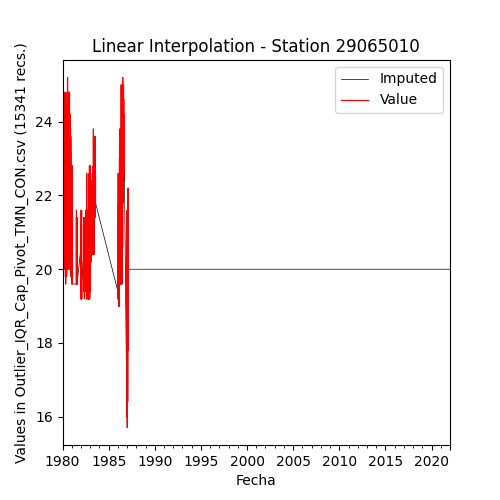 Linear Interpolation - Station 29065010
Values in Outlier_IQR_Cap_Pivot_TMN_CON.csv (15341 recs.)
Imputed
Value
24
22
20
18
16
1980 1985 1990 1995 2000 2005 2010 2015 2020
Fecha